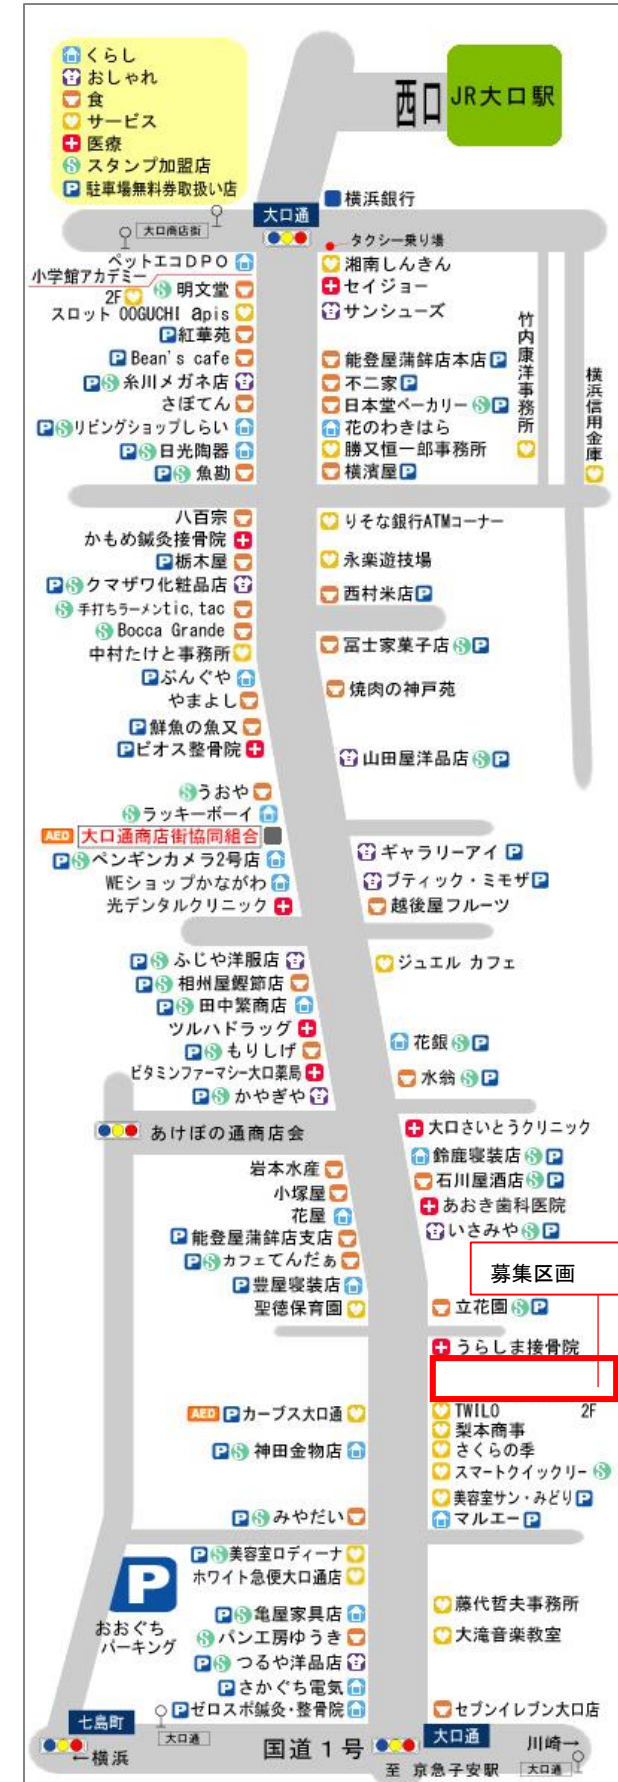 くらし
おしゃれ
食
サービス
医療
スタンプ加盟店
駐車場無料券取扱い店
西口
JR大口駅
横浜銀行
大口通
大口商店街
タクシー乗り場
ペットエコDPO
小学館アカデミー
2F
明文堂
スロット OOGUCHI apis
紅華苑
Bean's cafe
糸川メガネ店
さぼてん
リビングショップしらい
日光陶器
魚勘
湘南しんきん
セイジョー
サンシューズ
能登屋蒲鉾店本店
不二家
日本堂ベーカリー
花のわきはら
勝又恒一郎事務所
横濱屋
竹内康洋事務所
横浜信用金庫
八百宗
かもめ鍼灸接骨院
栃木屋
クマザワ化粧品店
手打ちラーメンtic,tac
Bocca Grande
中村たけと事務所
ぶんぐや
やまよし
鮮魚の魚又
ピオス整骨院
りそな銀行ATMコーナー
永楽遊技場
西村米店
冨士家菓子店
焼肉の神戸苑
山田屋洋品店
うおや
ラッキーボーイ
AED 大口通商店街協同組合
ペンギンカメラ2号店
WEショップかながわ
光デンタルクリニック
ギャラリーアイ
ブティック・ミモザ
越後屋フルーツ
ふじや洋服店
相州屋鰹節店
田中繁商店
ツルハドラッグ
もりしげ
ビタミンファーマシー大口薬局
かやぎや
ジュエル カフェ
花銀
水翁
あけぼの通商店会
大口さいとうクリニック
鈴鹿寝装店
石川屋酒店
あおき歯科医院
いさみや
岩本水産
小塚屋
花屋
能登屋蒲鉾店支店
カフェてんだぁ
豊屋寝装店
聖徳保育園
募集区画
立花園
うらしま接骨院
AED カーブス大口通
神田金物店
みやだい
TWILO 2F
梨本商事
さくらの季
スマートクイックリー
美容室サン・みどり
マルエー
美容室ロディーナ
ホワイト急便大口通店
亀屋家具店
パン工房ゆうき
つるや洋品店
さかぐち電気
ゼロスポ鍼灸・整骨院
P
おおぐち
パーキング
藤代哲夫事務所
大滝音楽教室
セブンイレブン大口店
七島町
大口通
←横浜
国道1号
大口通
川崎→
至 京急子安駅
大口通